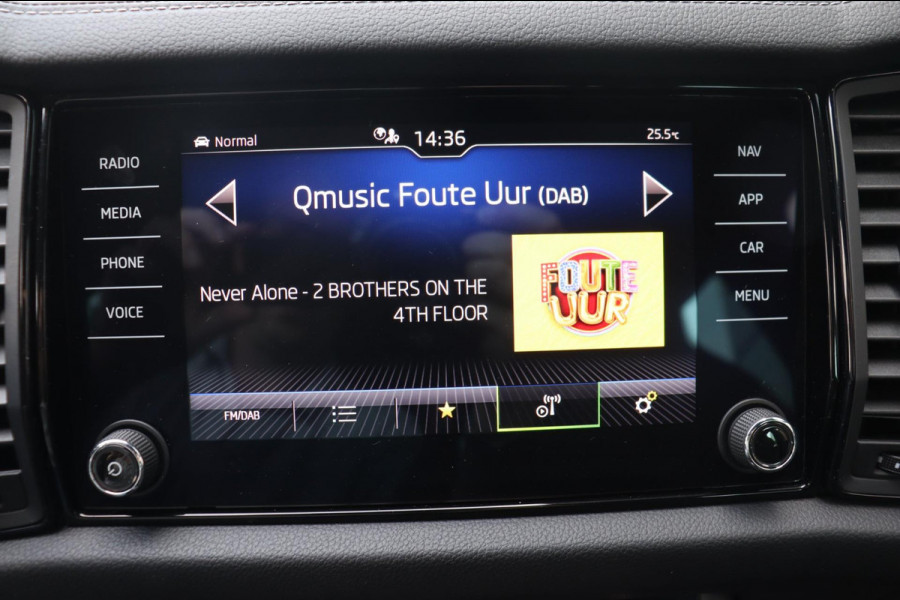 Normal
14:36
25.5°C
RADIO
MEDIA
PHONE
VOICE
Qmusic Foute Uur (DAB)
Never Alone - 2 BROTHERS ON THE
4TH FLOOR
FOUTE
UUR
FM/DAB
NAV
APP
CAR
MENU